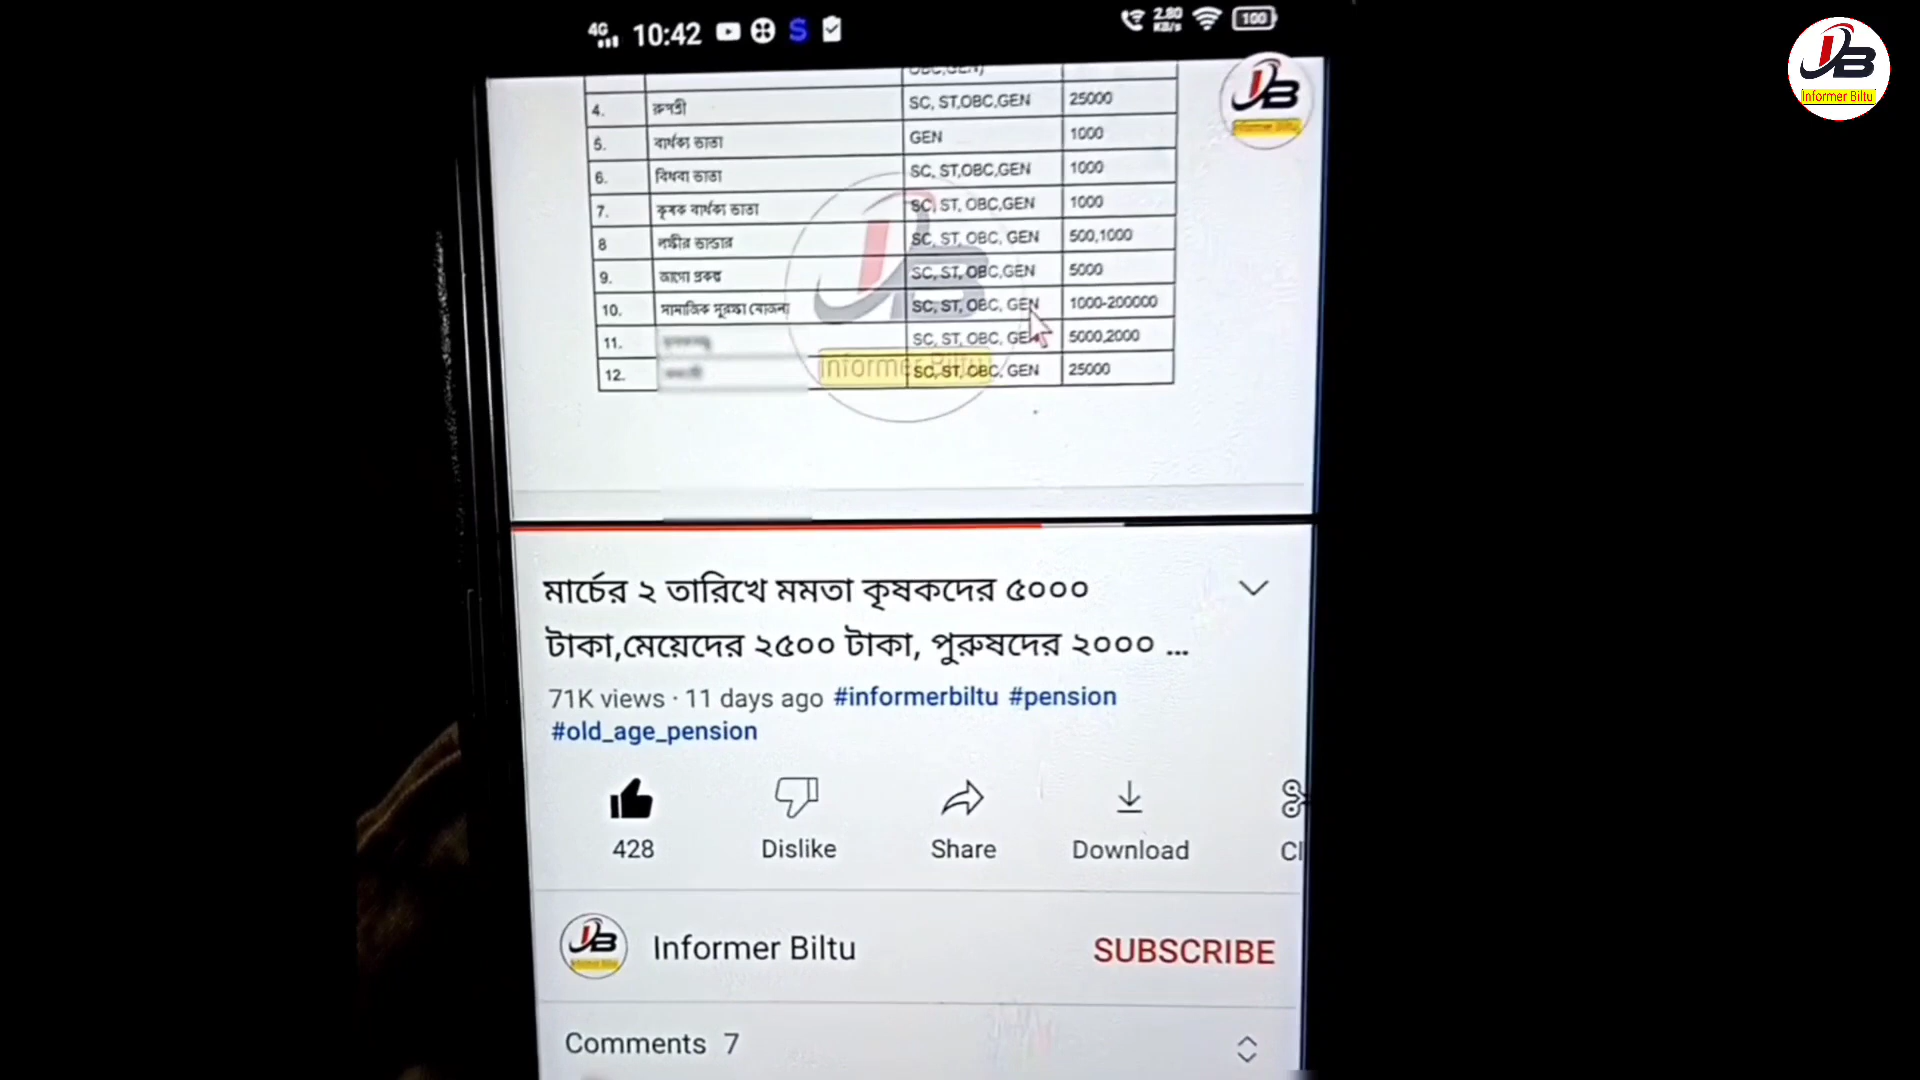 4G 10:42 S 2.80 KB/s 100
OBC,GEN)
4. রুপশ্রী SC, ST,OBC,GEN 25000
5. বার্ধক্য ভাতা GEN 1000
6. বিধবা ভাতা SC, ST,OBC,GEN 1000
7. কৃষক বার্ধক্য ভাতা SC, ST, OBC,GEN 1000
8 লক্ষীর ভান্ডার SC, ST, OBC, GEN 500,1000
9. জাগো প্রকল্প SC, ST, OBC,GEN 5000
10. সামাজিক সুরক্ষা যোজনা SC, ST, OBC, GEN 1000-200000
11. SC, ST, OBC, GEN 5000,2000
12. SC, ST, OBC, GEN 25000
Informer Biltu
মার্চের ২ তারিখে মমতা কৃষকদের ৫০০০
টাকা,মেয়েদের ২৫০০ টাকা, পুরুষদের ২০০০ ...
71K views · 11 days ago #informerbiltu #pension
#old_age_pension
428 Dislike Share Download Cl
Informer Biltu SUBSCRIBE
Comments 7
IB
Informer Biltu